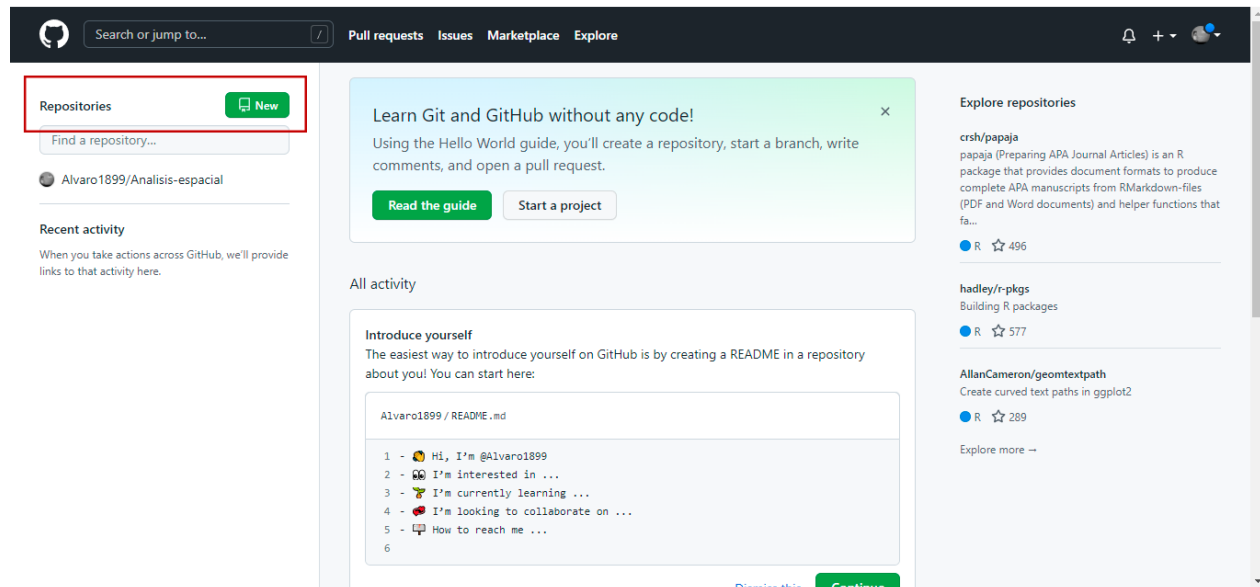 Search or jump to...
/
Pull requests Issues Marketplace Explore
Repositories
New
Find a repository...
Alvaro1899/Analisis-espacial
Recent activity
When you take actions across GitHub, we'll provide
links to that activity here.
Learn Git and GitHub without any code!
Using the Hello World guide, you'll create a repository, start a branch, write
comments, and open a pull request.
Read the guide
Start a project
All activity
Introduce yourself
The easiest way to introduce yourself on GitHub is by creating a README in a repository
about you! You can start here:
Alvaro1899 / README.md
1 - 👋 Hi, I'm @Alvaro1899
2 - 👀 I'm interested in ...
3 - 🌱 I'm currently learning ...
4 - 💞️ I'm looking to collaborate on ...
5 - 📫 How to reach me ...
6
Dismiss this
Continue
Explore repositories
crsh/papaja
papaja (Preparing APA Journal Articles) is an R
package that provides document formats to produce
complete APA manuscripts from RMarkdown-files
(PDF and Word documents) and helper functions that
fa...
R 496
hadley/r-pkgs
Building R packages
R 577
AllanCameron/geomtextpath
Create curved text paths in ggplot2
R 289
Explore more →